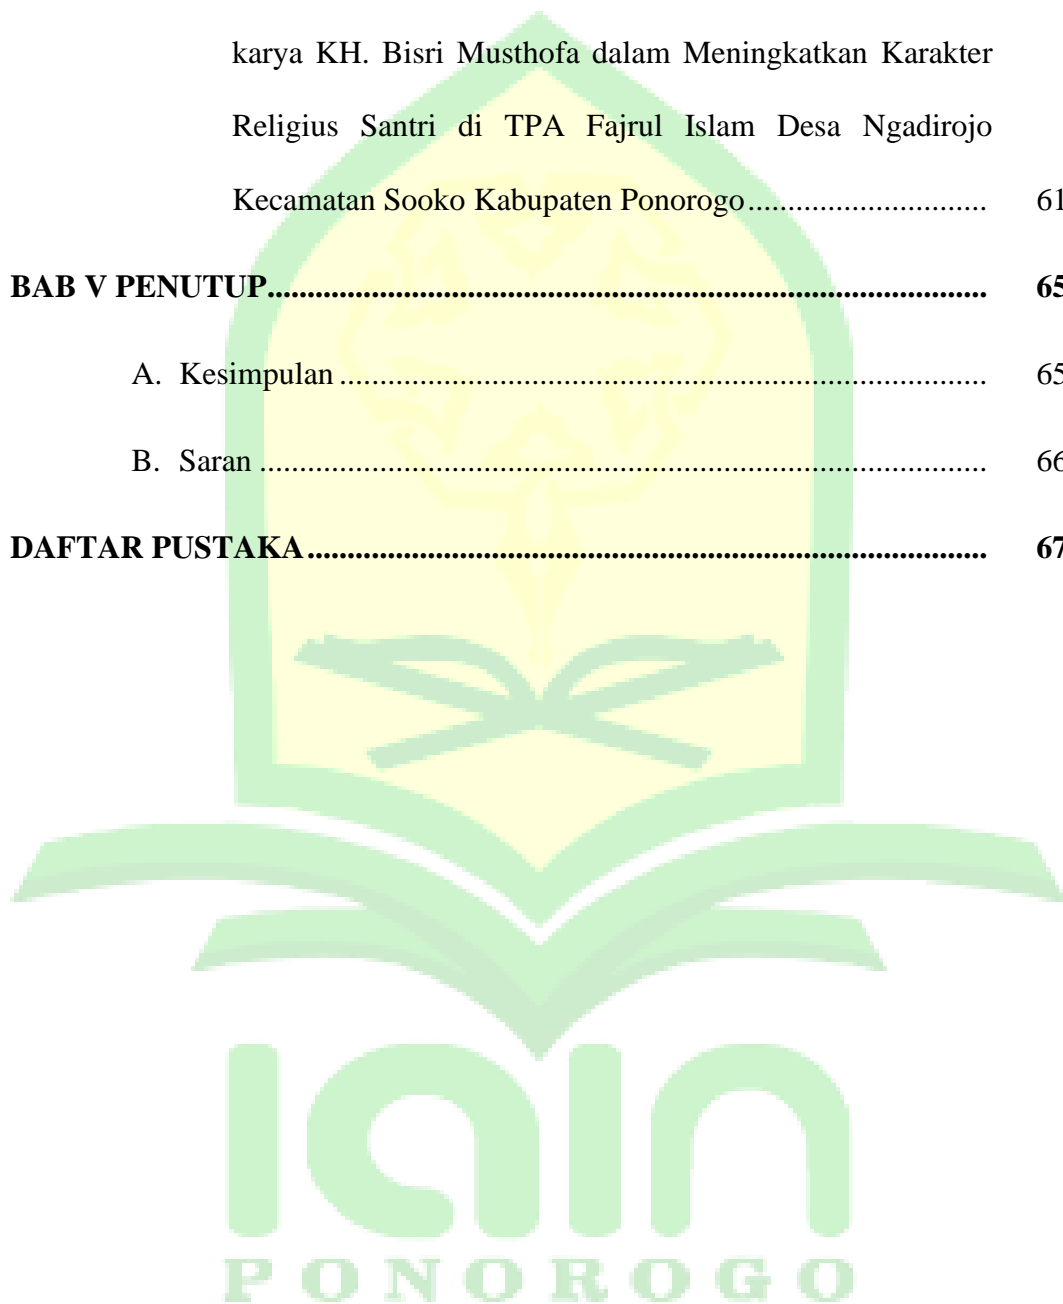 karya KH. Bisri Musthofa dalam Meningkatkan Karakter
Religius Santri di TPA Fajrul Islam Desa Ngadirojo
Kecamatan Sooko Kabupaten Ponorogo............................. 61
BAB V PENUTUP............................................................................. 65
A. Kesimpulan ..................................................................... 65
B. Saran .............................................................................. 66
DAFTAR PUSTAKA ......................................................................... 67
iain
PONOROGO